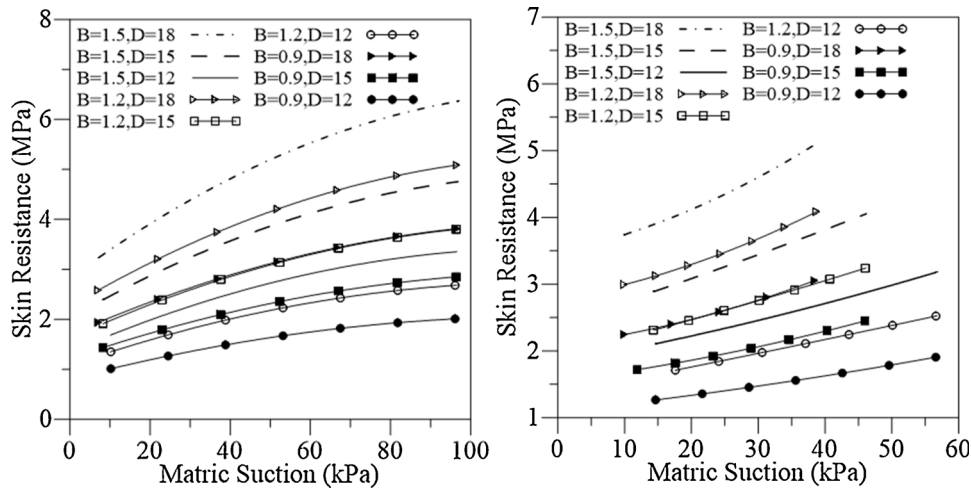 8
B=1.5,D=18
B=1.2,D=12
B=1.5,D=15
B=0.9,D=18
B=1.5,D=12
B=0.9,D=15
B=1.2,D=18
B=0.9,D=12
B=1.2,D=15
6
4
2
0
Skin Resistance (MPa)
0
20
40
60
80
100
Matric Suction (kPa)
7
B=1.5,D=18
B=1.2,D=12
B=1.5,D=15
B=0.9,D=18
B=1.5,D=12
B=0.9,D=15
B=1.2,D=18
B=0.9,D=12
B=1.2,D=15
6
5
4
3
2
1
Skin Resistance (MPa)
0
10
20
30
40
50
60
Matric Suction (kPa)